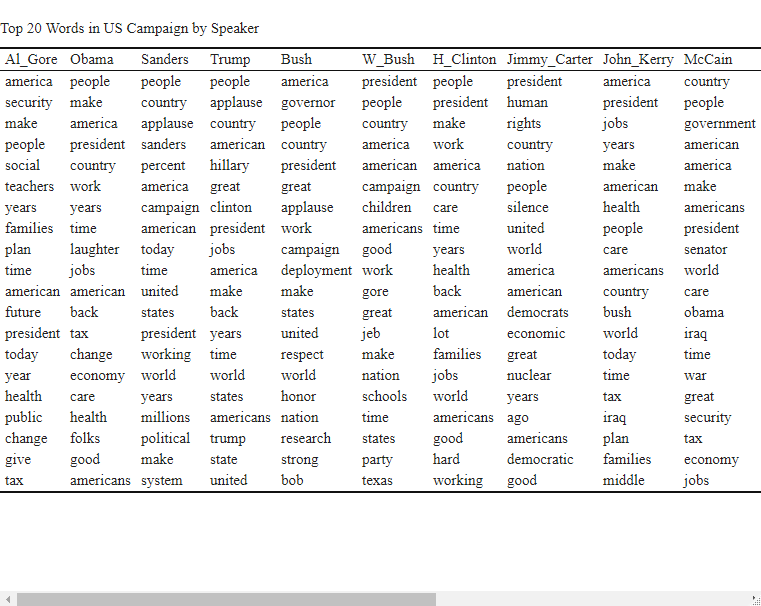 Top 20 Words in US Campaign by Speaker
Al_Gore Obama Sanders Trump Bush W_Bush H_Clinton Jimmy_Carter John_Kerry McCain
america people people people america president people president america country
security make country applause governor people president human president people
make america applause country people country make rights jobs government
people president sanders american country america work country years american
social country percent hillary president american america nation make america
teachers work america great great campaign country people american make
years years campaign clinton applause children care silence health americans
families time american president work americans time united people president
plan laughter today jobs campaign good years world care senator
time jobs time america deployment work health america americans world
american american united make make gore back american country care
future back states back states great american democrats bush obama
president tax president years united jeb lot economic world iraq
today change working time respect make families great today time
year economy world world world nation jobs nuclear time war
health care years states honor schools world years tax great
public health millions americans nation time americans ago iraq security
change folks political trump research states good americans plan tax
give good make state strong party hard democratic families economy
tax americans system united bob texas working good middle jobs